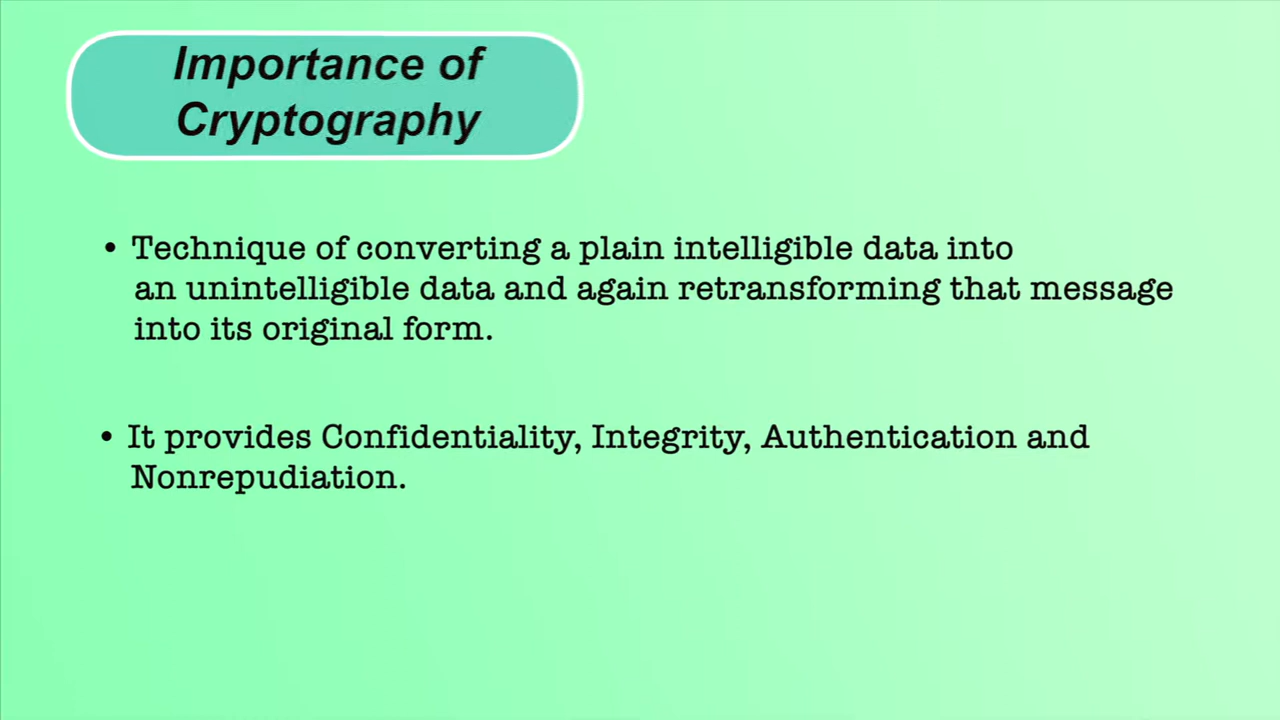 Importance of
Cryptography
• Technique of converting a plain intelligible data into
an unintelligible data and again retransforming that message
into its original form.
• It provides Confidentiality, Integrity, Authentication and
Nonrepudiation.